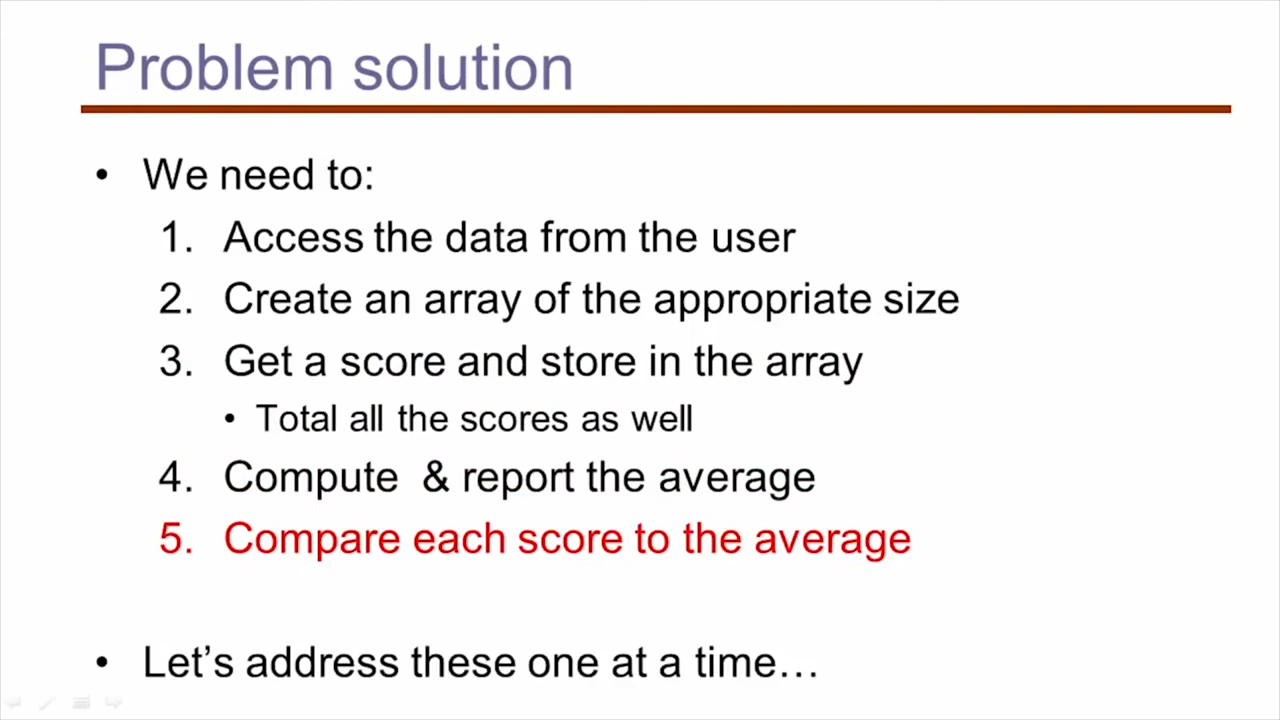 Problem solution
• We need to:
1. Access the data from the user
2. Create an array of the appropriate size
3. Get a score and store in the array
• Total all the scores as well
4. Compute & report the average
5. Compare each score to the average
• Let’s address these one at a time…